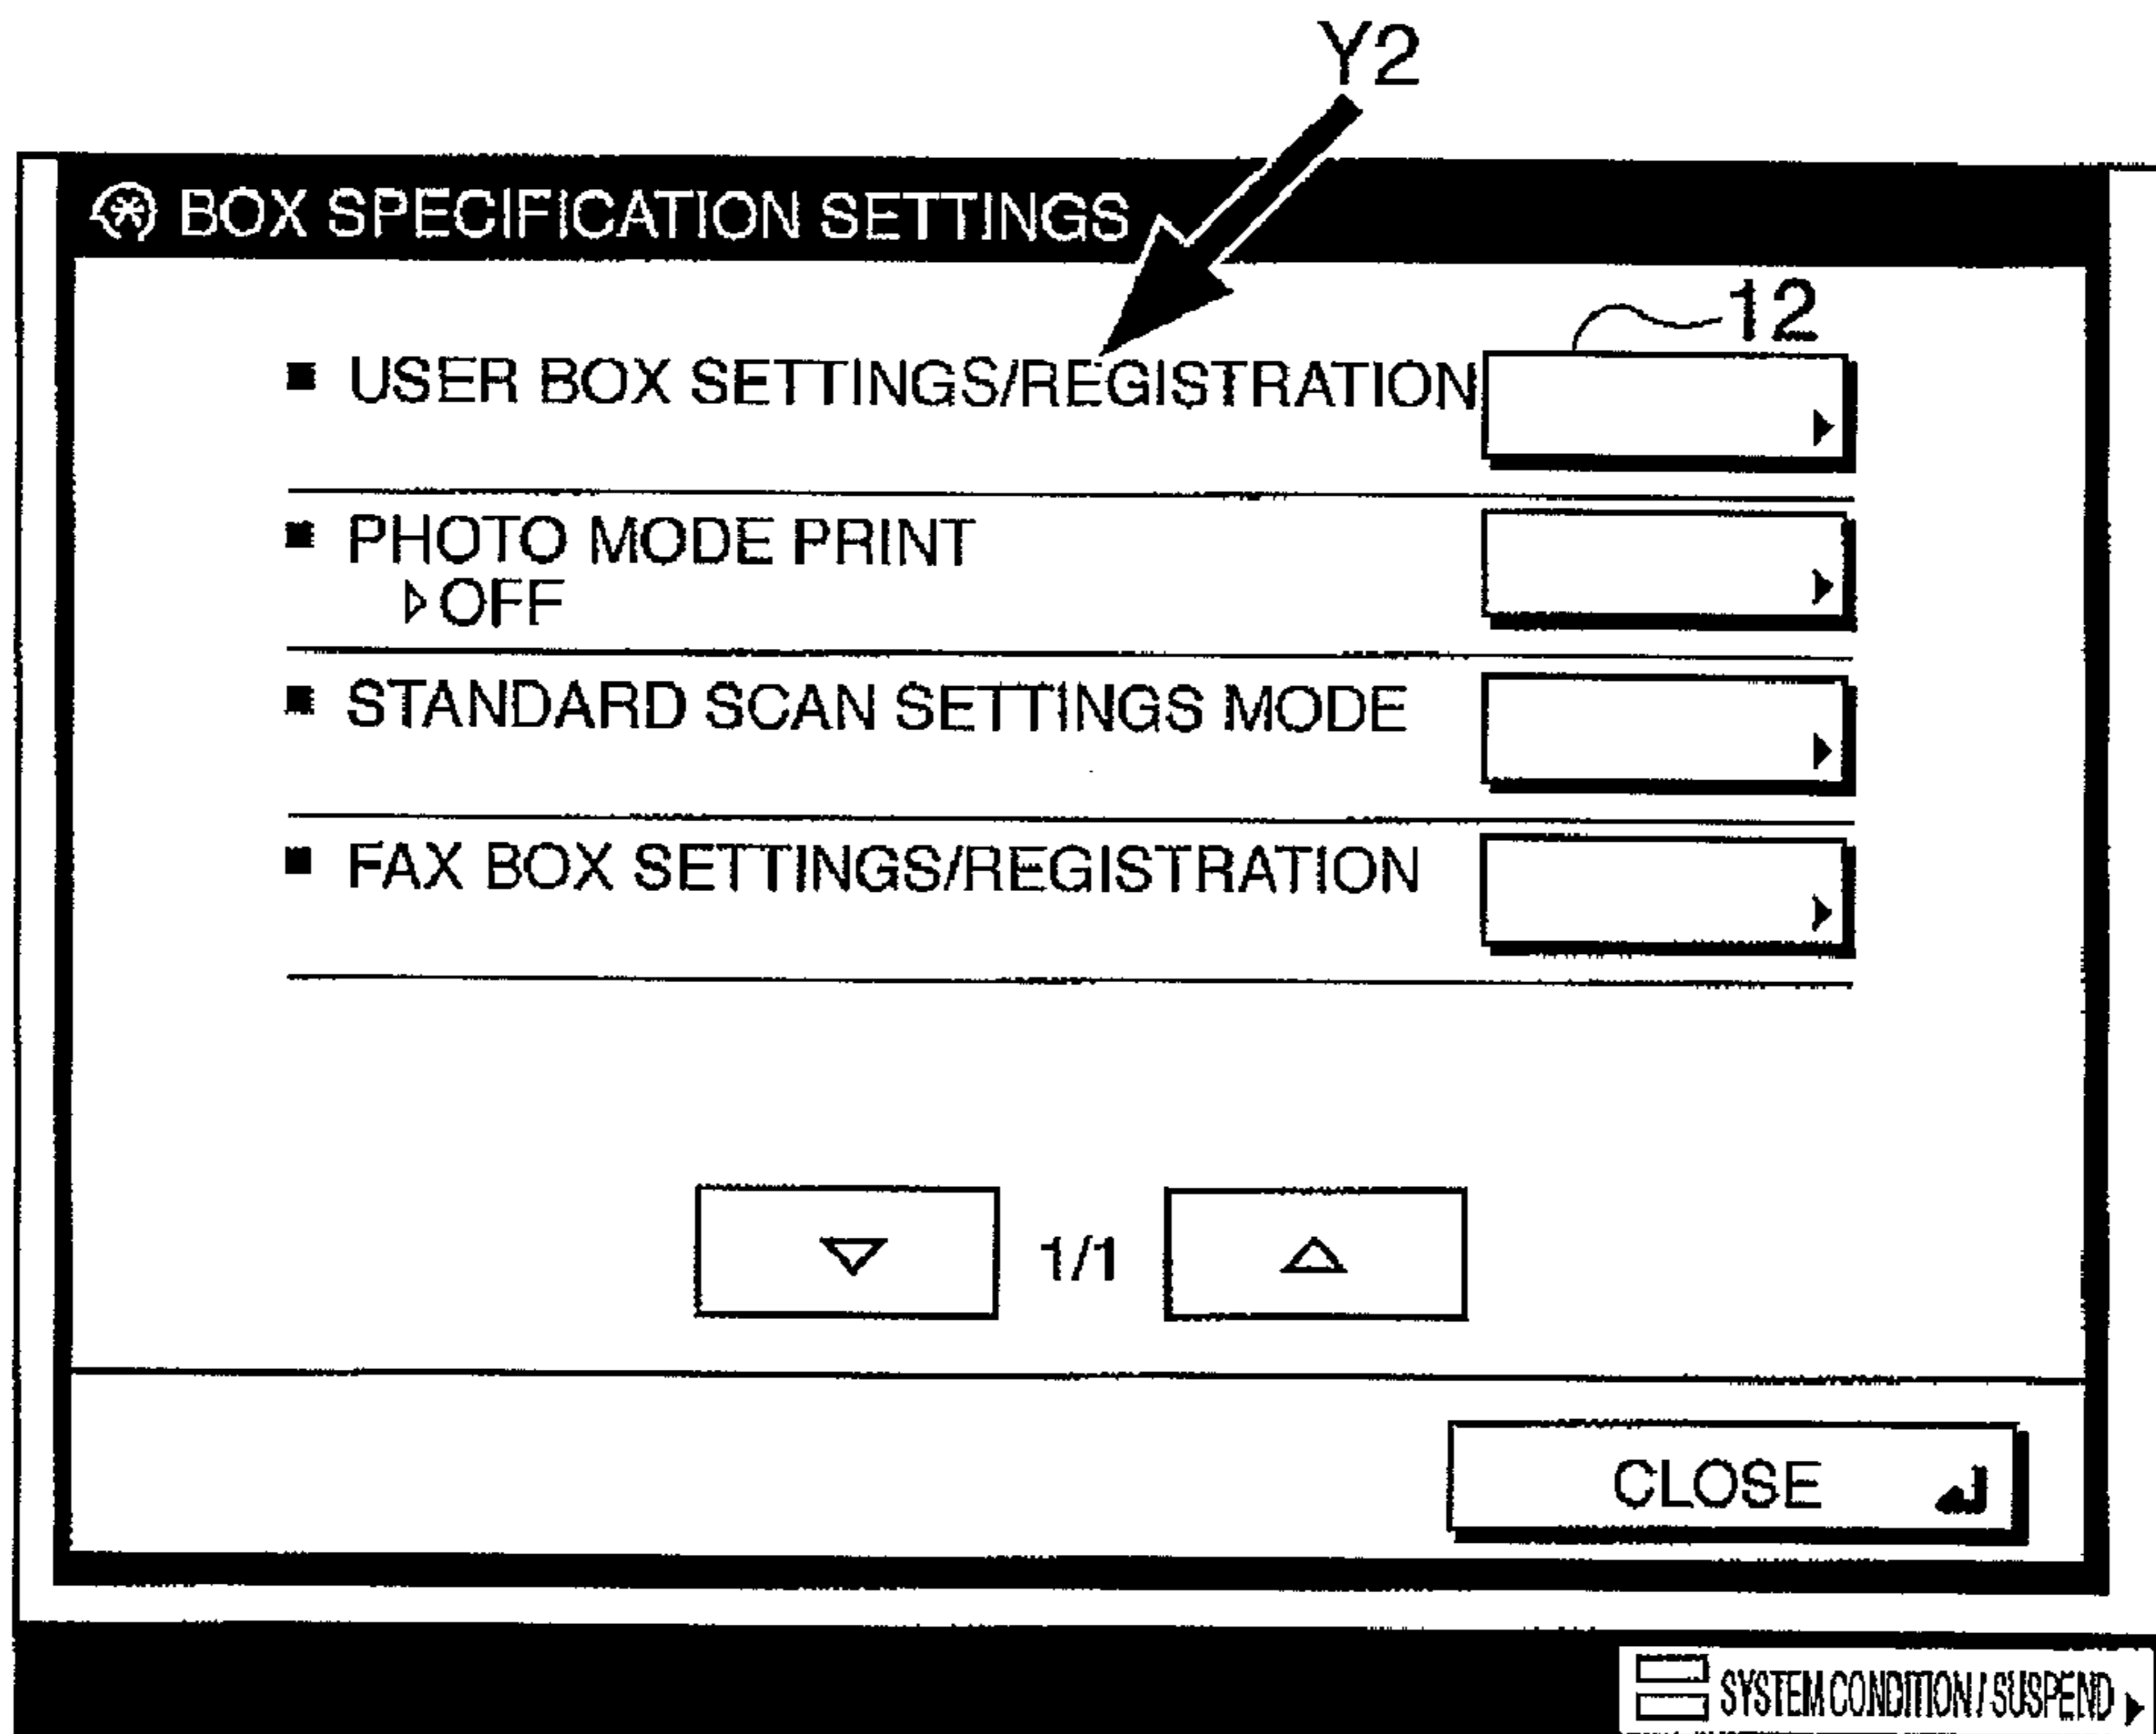 Y2
BOX SPECIFICATION SETTINGS
12
■ USER BOX SETTINGS/REGISTRATION
■ PHOTO MODE PRINT
▷OFF
■ STANDARD SCAN SETTINGS MODE
■ FAX BOX SETTINGS/REGISTRATION
1/1
CLOSE
SYSTEM CONDITION / SUSPEND